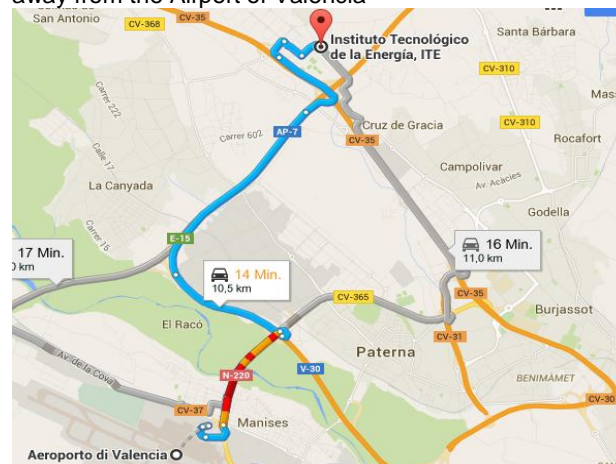 away from the Airport of Valencia
San Antonio
CV-368
CV-35
Santa Bárbara
Instituto Tecnológico
de la Energía, ITE
CV-310
Carrer 222
Calle 17
Carrer 602
AP-7
Cruz de Gracia
CV-35
CV-310
Rocafort
Campolivar
Av. Acàcies
La Canyada
Godella
Carrer 15
E-15
17 Min.
0 km
14 Min.
10,5 km
16 Min.
11,0 km
CV-365
CV-35
CV-31
Burjassot
El Racó
Paterna
Av. de la Cova
N-220
V-30
BENIMÀMET
CV-30
CV-37
Manises
Aeroporto di Valencia